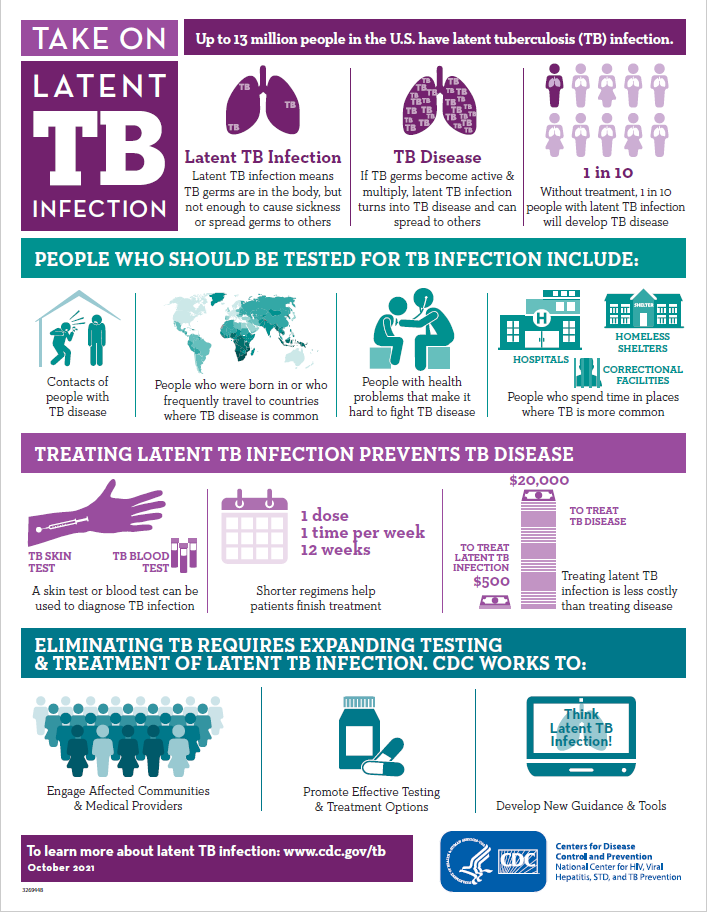 TAKE ON
LATENT
TB
INFECTION
Up to 13 million people in the U.S. have latent tuberculosis (TB) infection.
TB
TB
TB
Latent TB Infection
Latent TB infection means
TB germs are in the body, but
not enough to cause sickness
or spread germs to others
TB Disease
If TB germs become active &
multiply, latent TB infection
turns into TB disease and can
spread to others
1 in 10
Without treatment, 1 in 10
people with latent TB infection
will develop TB disease
PEOPLE WHO SHOULD BE TESTED FOR TB INFECTION INCLUDE:
Contacts of
people with
TB disease
People who were born in or who
frequently travel to countries
where TB disease is common
People with health
problems that make it
hard to fight TB disease
H
HOSPITALS
SHELTER
HOMELESS
SHELTERS
CORRECTIONAL
FACILITIES
People who spend time in places
where TB is more common
TREATING LATENT TB INFECTION PREVENTS TB DISEASE
TB SKIN
TEST
TB BLOOD
TEST
A skin test or blood test can be
used to diagnose TB infection
1 dose
1 time per week
12 weeks
Shorter regimens help
patients finish treatment
$20,000
TO TREAT
TB DISEASE
TO TREAT
LATENT TB
INFECTION
$500
Treating latent TB
infection is less costly
than treating disease
ELIMINATING TB REQUIRES EXPANDING TESTING
& TREATMENT OF LATENT TB INFECTION. CDC WORKS TO:
Engage Affected Communities
& Medical Providers
Promote Effective Testing
& Treatment Options
Think
Latent TB
Infection!
Develop New Guidance & Tools
To learn more about latent TB infection: www.cdc.gov/tb
October 2021
CDC
Centers for Disease
Control and Prevention
National Center for HIV, Viral
Hepatitis, STD, and TB Prevention
3269448